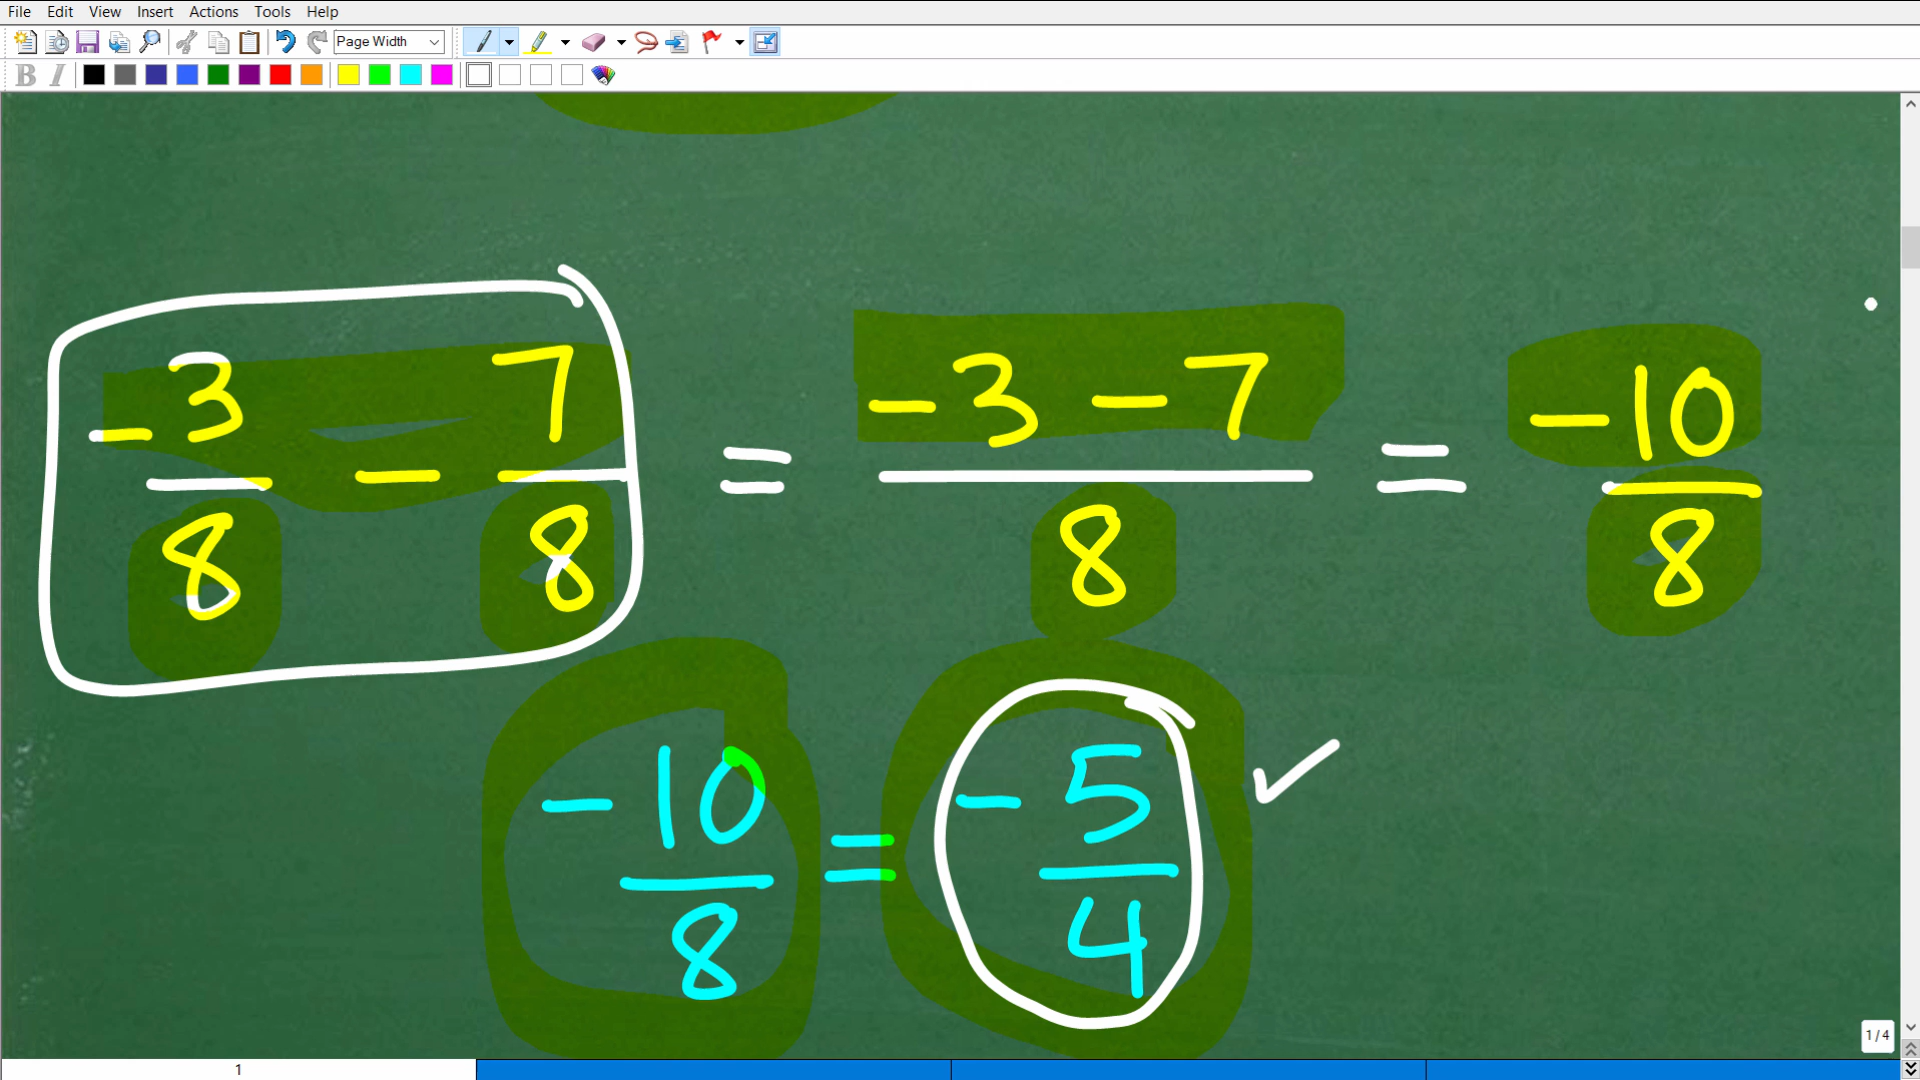 File Edit View Insert Actions Tools Help
Page Width
B I
-3/8 - 7/8 = -3-7/8 = -10/8
-10/8 = -5/4 ✓
1/4
1